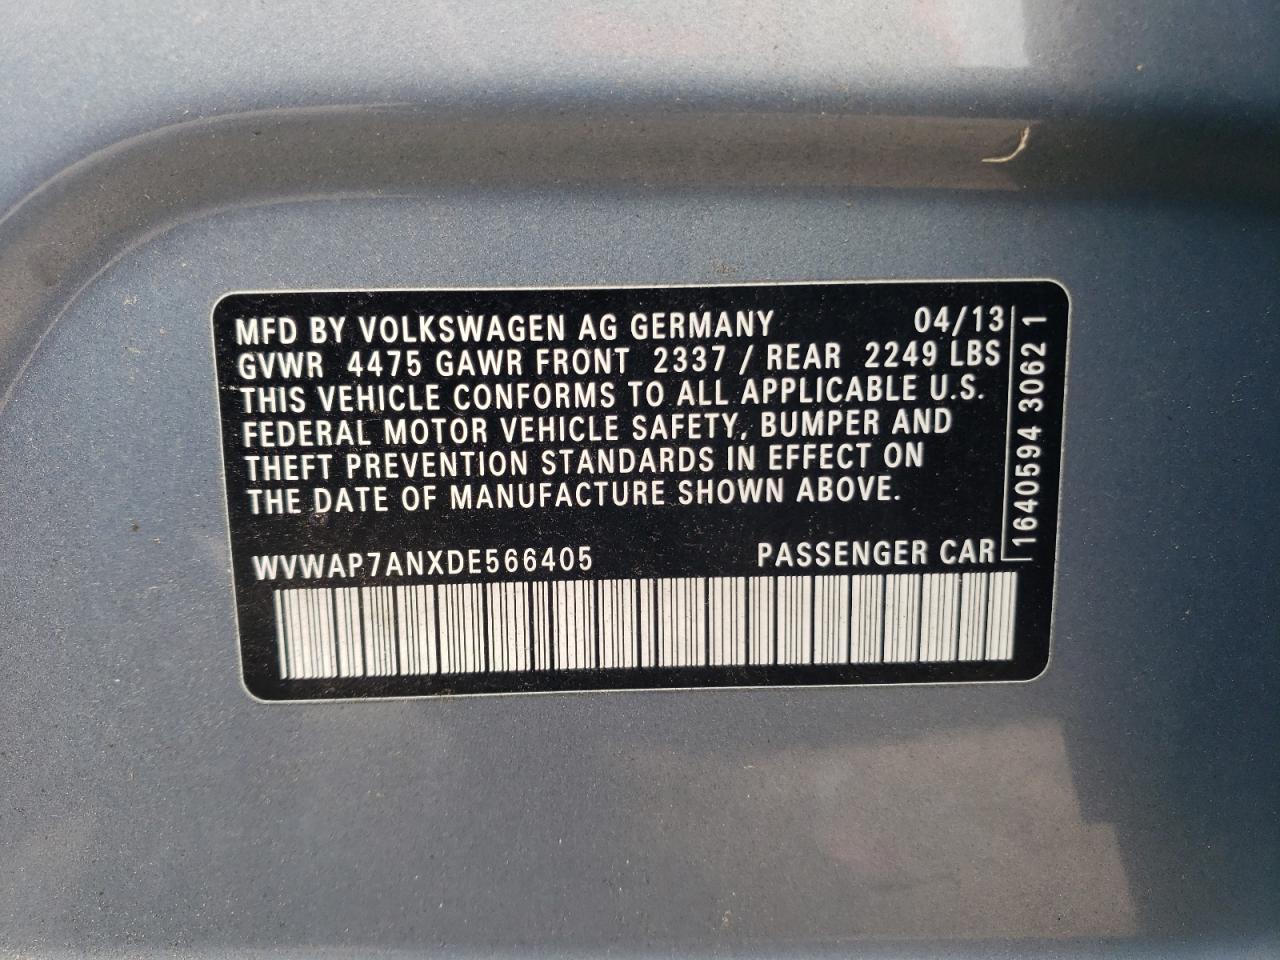 MFD BY VOLKSWAGEN AG GERMANY 04/13
GVWR 4475 GAWR FRONT 2337 / REAR 2249 LBS
THIS VEHICLE CONFORMS TO ALL APPLICABLE U.S.
FEDERAL MOTOR VEHICLE SAFETY, BUMPER AND
THEFT PREVENTION STANDARDS IN EFFECT ON
THE DATE OF MANUFACTURE SHOWN ABOVE.
WVWAP7ANXDE566405 PASSENGER CAR
1640594 3062 1